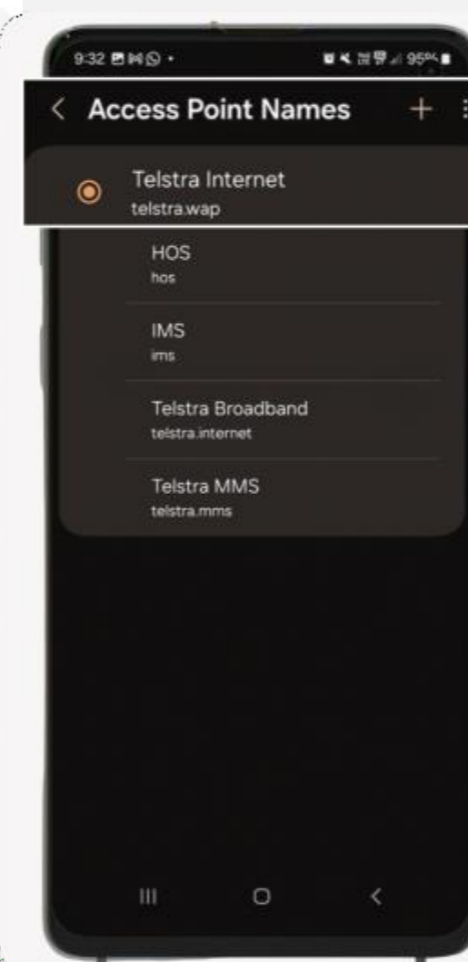 9:32
95%
Access Point Names
Telstra Internet
telstra.wap
HOS
hos
IMS
ims
Telstra Broadband
telstra.internet
Telstra MMS
telstra.mms